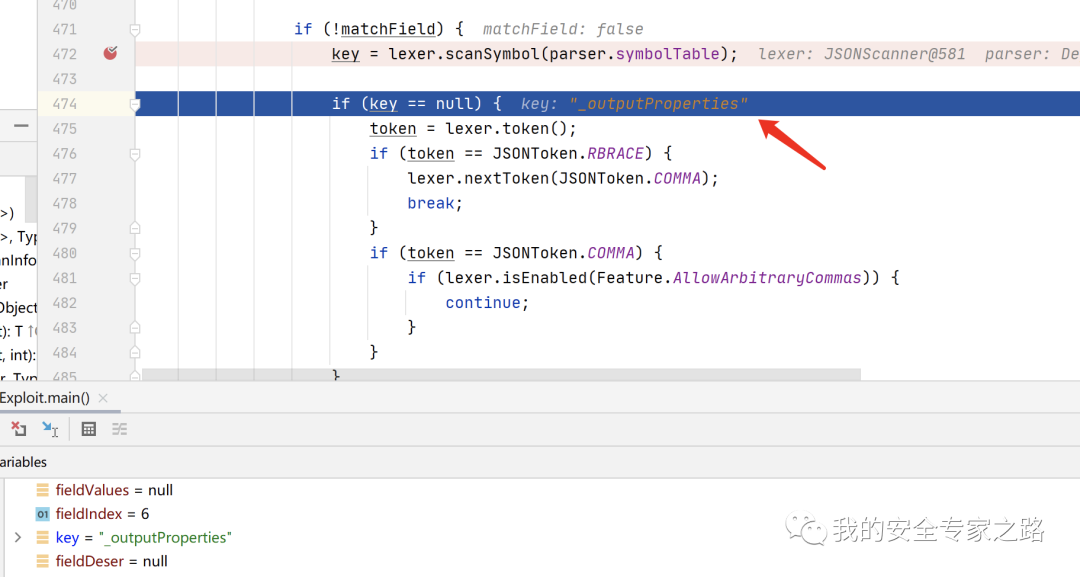 470
471 if (!matchField) { matchField: false
472 key = lexer.scanSymbol(parser.symbolTable); lexer: JSONScanner@581 parser: De
473
474 if (key == null) { key: "_outputProperties"
475 token = lexer.token();
476 if (token == JSONToken.RBRACE) {
477 lexer.nextToken(JSONToken.COMMA);
478 break;
479 }
480 if (token == JSONToken.COMMA) {
481 if (lexer.isEnabled(Feature.AllowArbitraryCommas)) {
482 continue;
483 }
484 }
485 }
>)
>, Typ
anInfo
er
Object
t): T ↑
t, int):
r, Typ
Exploit.main()
ariables
fieldValues = null
01 fieldIndex = 6
key = "_outputProperties"
fieldDeser = null
我的安全专家之路